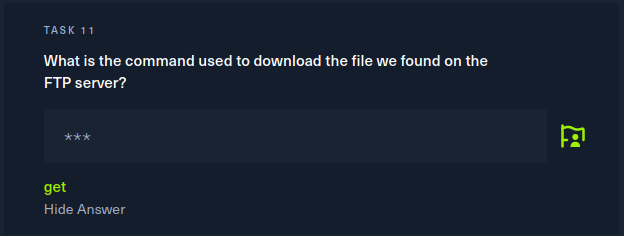 TASK 11
What is the command used to download the file we found on the
FTP server?
***
get
Hide Answer